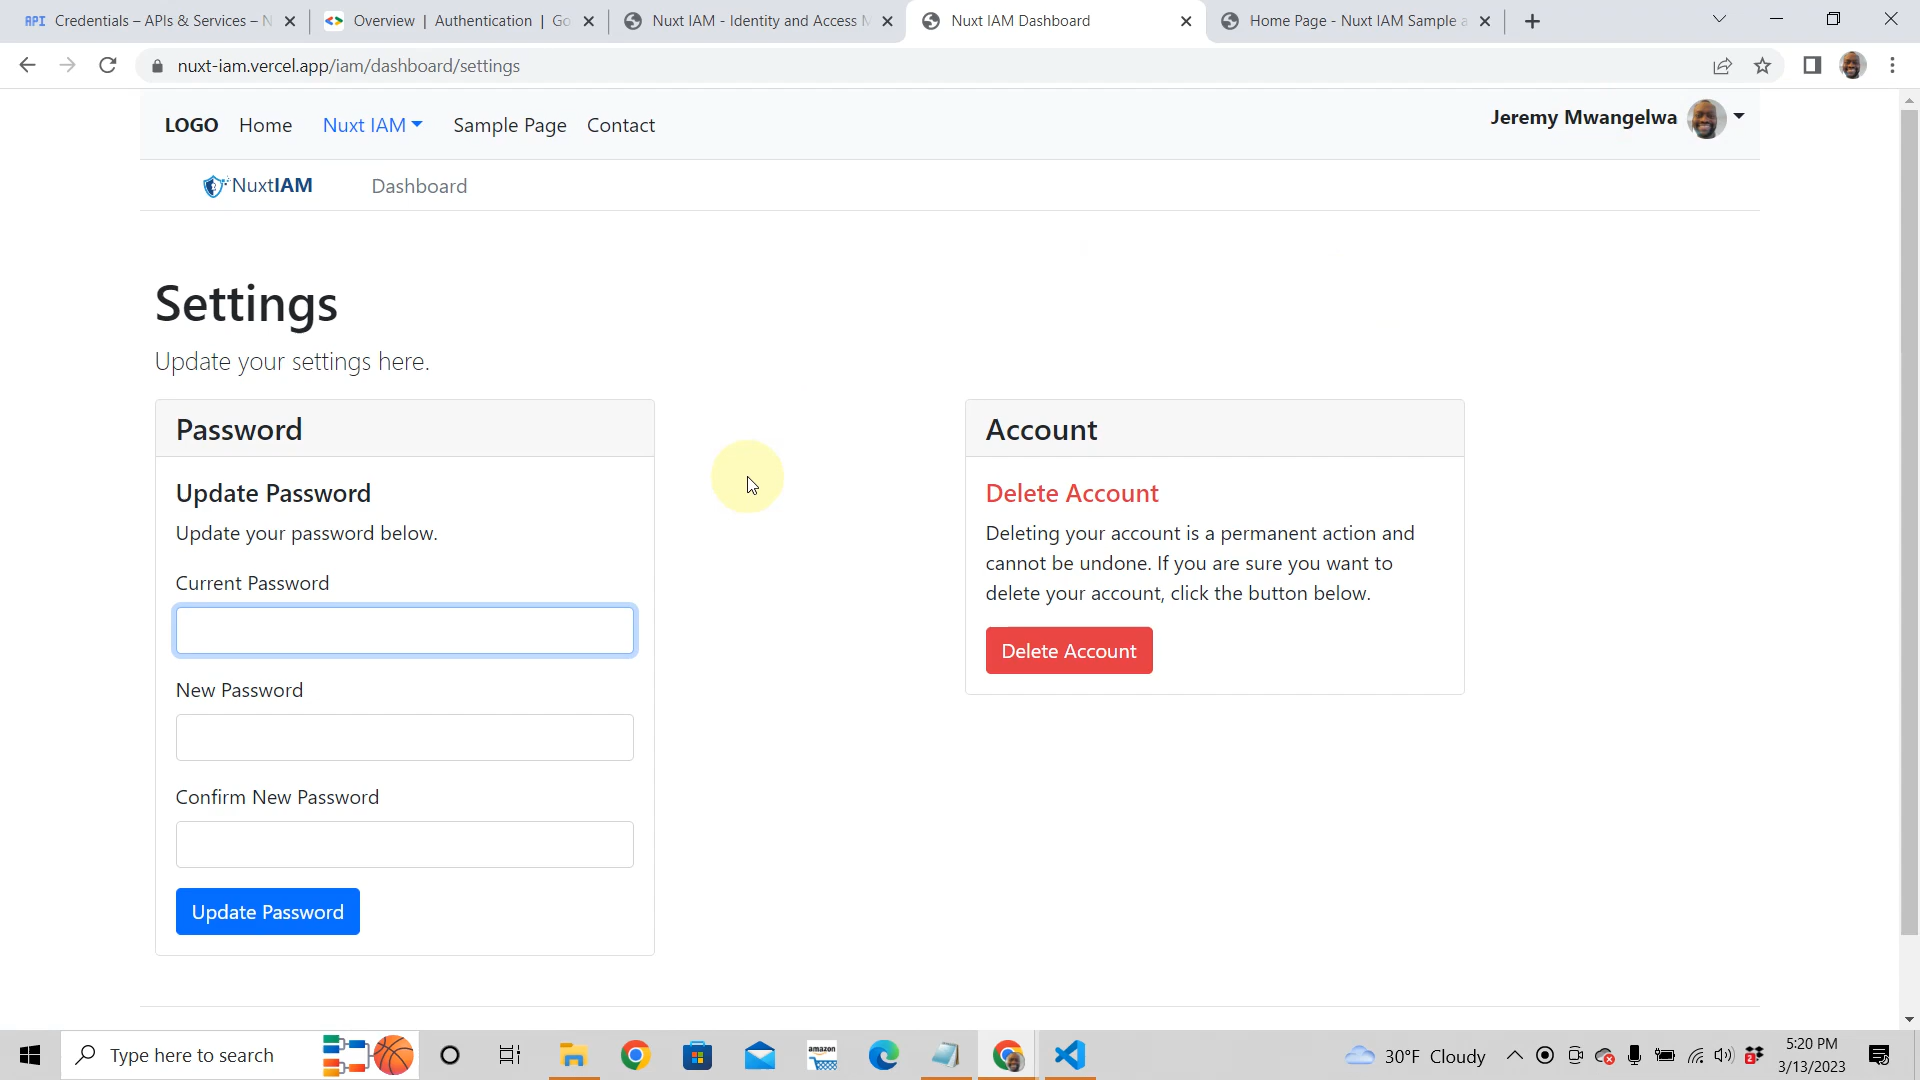 API Credentials – APIs & Services – N
Overview | Authentication | Go
Nuxt IAM - Identity and Access M
Nuxt IAM Dashboard
Home Page - Nuxt IAM Sample a
nuxt-iam.vercel.app/iam/dashboard/settings
LOGO Home Nuxt IAM Sample Page Contact
Jeremy Mwangelwa
NuxtIAM Dashboard
Settings
Update your settings here.
Password
Update Password
Update your password below.
Current Password
New Password
Confirm New Password
Update Password
Account
Delete Account
Deleting your account is a permanent action and
cannot be undone. If you are sure you want to
delete your account, click the button below.
Delete Account
Type here to search
amazon
30°F Cloudy
2
5:20 PM
3/13/2023